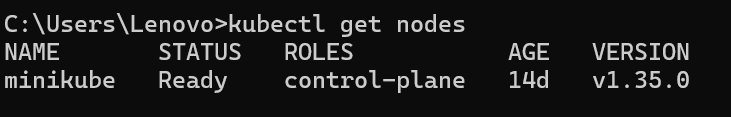 C:\Users\Lenovo>kubectl get nodes
NAME       STATUS   ROLES           AGE   VERSION
minikube   Ready    control-plane   14d   v1.35.0